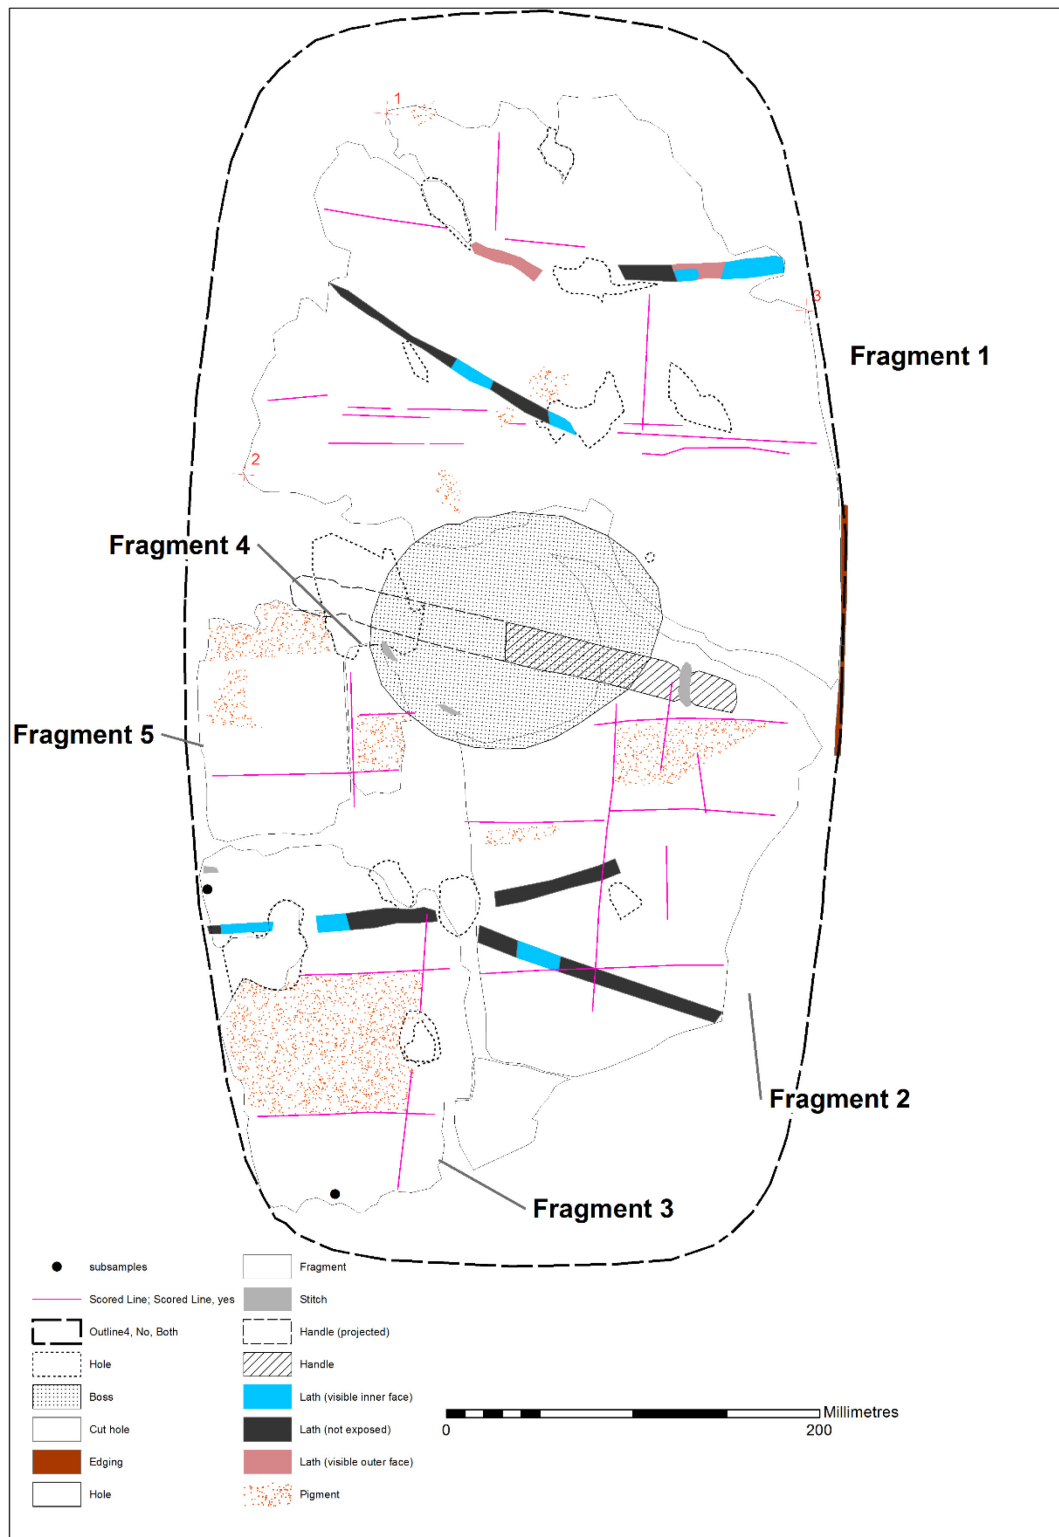 1
3
Fragment 1
2
Fragment 4
Fragment 5
Fragment 2
Fragment 3
subsamples
Scored Line; Scored Line, yes
Outline4, No, Both
Hole
Boss
Cut hole
Edging
Hole
Fragment
Stitch
Handle (projected)
Handle
Lath (visible inner face)
Lath (not exposed)
Lath (visible outer face)
Pigment
Millimetres
0 200